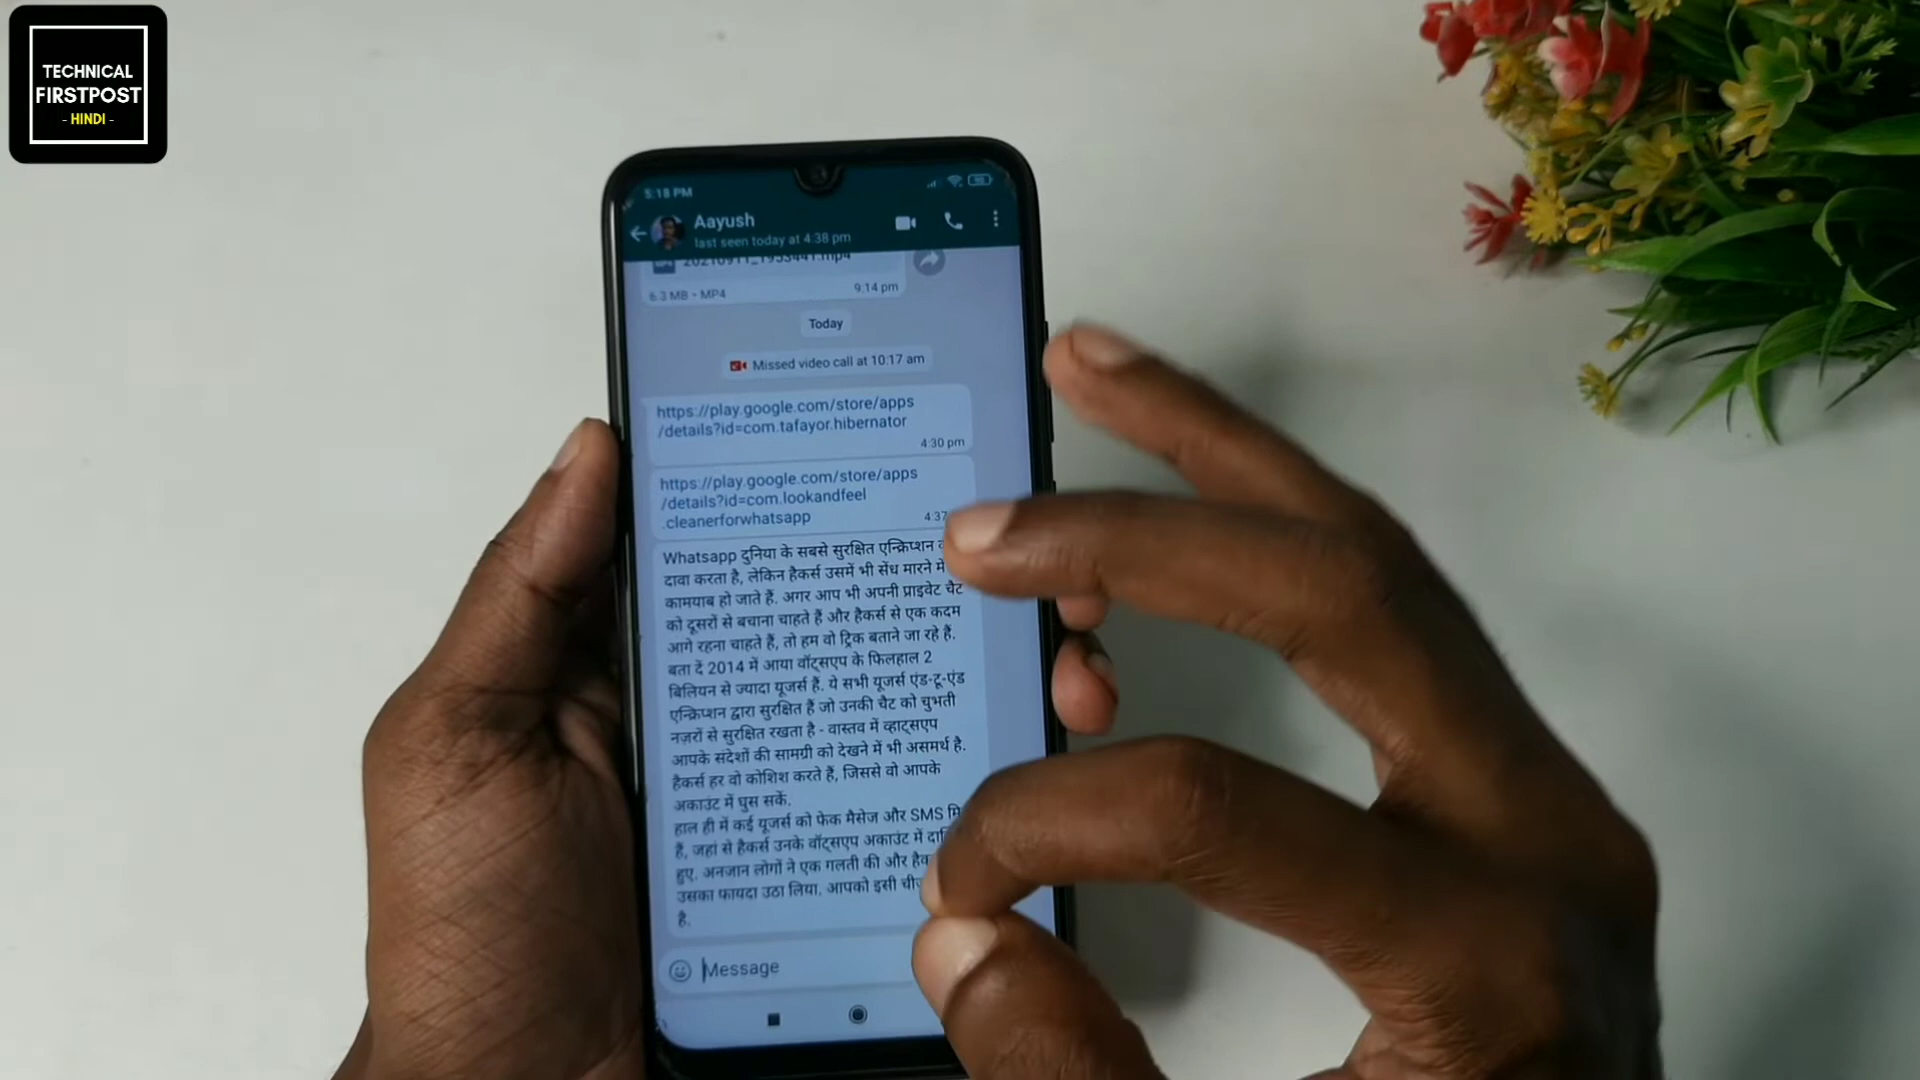 TECHNICAL
FIRSTPOST
- HINDI -
5:18 PM
Aayush
last seen today at 4:38 pm
6.3 MB • MP4
9:14 pm
Today
Missed video call at 10:17 am
https://play.google.com/store/apps
/details?id=com.tafayor.hibernator
4:30 pm
https://play.google.com/store/apps
/details?id=com.lookandfeel
.cleanerforwhatsapp
4:37
Whatsapp दुनिया के सबसे सुरक्षित एन्क्रिप्शन
दावा करता है, लेकिन हैकर्स उसमें भी सेंध मारने में
कामयाब हो जाते हैं. अगर आप भी अपनी प्राइवेट चैट
को दूसरों से बचाना चाहते हैं और हैकर्स से एक कदम
आगे रहना चाहते हैं, तो हम वो ट्रिक बताने जा रहे हैं.
बता दें 2014 में आया वॉट्सएप के फिलहाल 2
बिलियन से ज्यादा यूजर्स हैं. ये सभी यूजर्स एंड-टू-एंड
एन्क्रिप्शन द्वारा सुरक्षित हैं जो उनकी चैट को चुभती
नज़रों से सुरक्षित रखता है - वास्तव में व्हाट्सएप
आपके संदेशों की सामग्री को देखने में भी असमर्थ है.
हैकर्स हर वो कोशिश करते हैं, जिससे वो आपके
अकाउंट में घुस सकें.
हाल ही में कई यूजर्स को फेक मैसेज और SMS
हैं, जहां से हैकर्स उनके वॉट्सएप अकाउंट में
हुए. अनजान लोगों ने एक गलती की और
उसका फायदा उठा लिया. आपको इसी
है.
Message